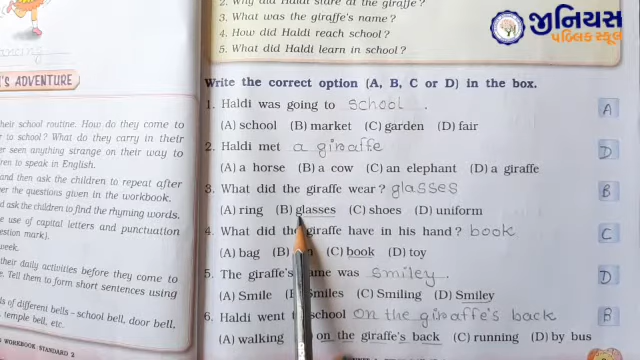 2. Why did Haldi stare at the giraffe?
3. What was the giraffe's name?
4. How did Haldi reach school?
5. What did Haldi learn in school?
જીનિયસ
પબ્લિક સ્કૂલ
ancing
'S ADVENTURE
their school routine. How do they come to
r to school? What do they carry in their
er seen anything strange on their way to
ren to speak in English.
and then ask the children to repeat after
er the questions given in the workbook.
d ask the children to find the rhyming words.
e use of capital letters and punctuation
estion mark).
week.
their daily activities before they come to
. Tell them to form short sentences using
ds of different bells - school bell, door bell,
, temple bell, etc.
S WORKBOOK STANDARD 2
Write the correct option (A, B, C or D) in the box.
1. Haldi was going to school. A
(A) school (B) market (C) garden (D) fair
2. Haldi met a giraffe D
(A) a horse (B) a cow (C) an elephant (D) a giraffe
3. What did the giraffe wear? glasses B
(A) ring (B) glasses (C) shoes (D) uniform
4. What did the giraffe have in his hand? book C
(A) bag (B) (C) book (D) toy
5. The giraffe's name was Smiley. D
(A) Smile (B) Smiles (C) Smiling (D) Smiley
6. Haldi went to school on the giraffe's back B
(A) walking on the giraffe's back (C) running (D) by bus